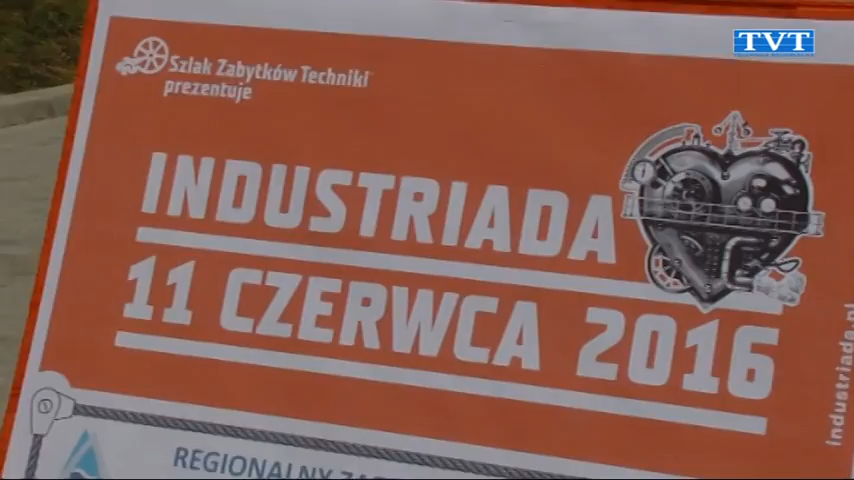 TVT
Szlak Zabytków Techniki
prezentuje
INDUSTRIADA
11 CZERWCA 2016
industriada.pl
REGIONALNY